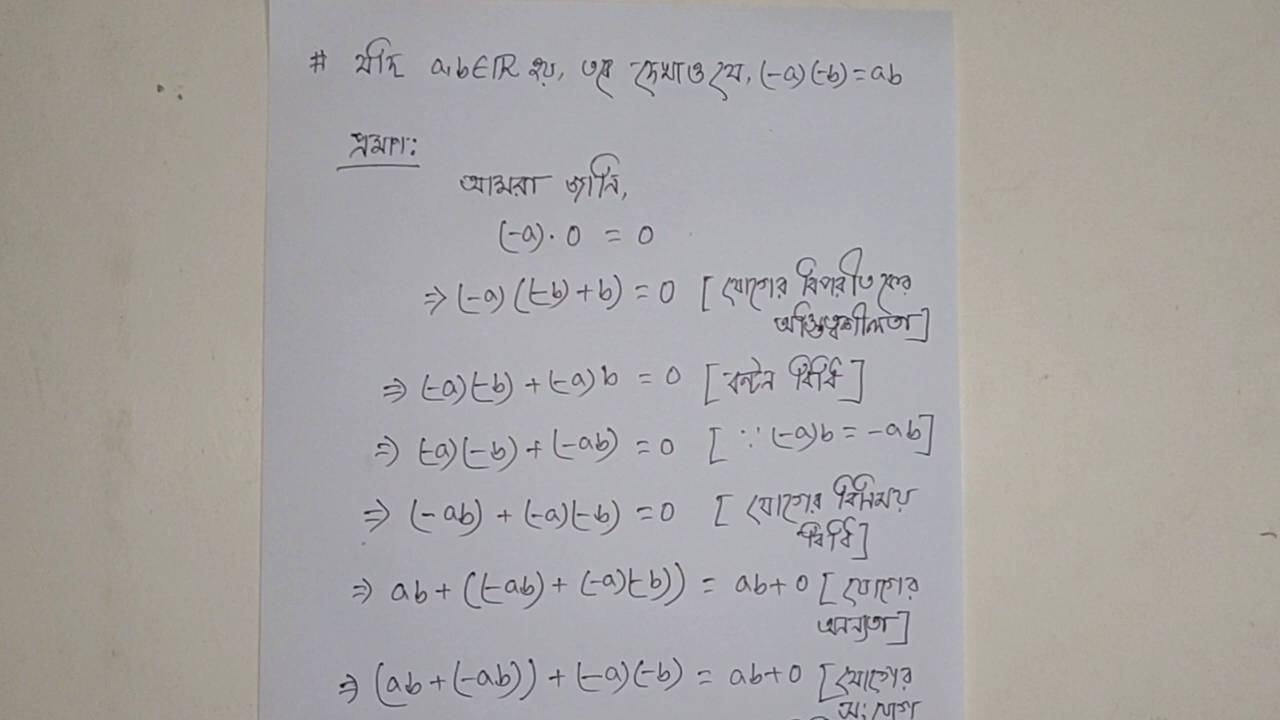 # যদি a,b∈ℝ হয়, তবে দেখাও যে, (-a)(-b)=ab
প্রমাণ:
আমরা জানি,
(-a)· 0 = 0
⇒ (-a) ((-b)+b) = 0 [যোগের বিপরীতকের
অস্তিত্বশীলতা]
⇒ (-a)(-b) + (-a)b = 0 [বন্টন বিধি]
⇒ (-a)(-b) + (-ab) = 0 [∵ (-a)b = -ab]
⇒ (-ab) + (-a)(-b) = 0 [যোগের বিনিময়
বিধি]
⇒ ab + ((-ab) + (-a)(-b)) = ab+0 [যোগের
অনন্যতা]
⇒ (ab + (-ab)) + (-a)(-b) = ab+0 [যোগের
সংযোগ